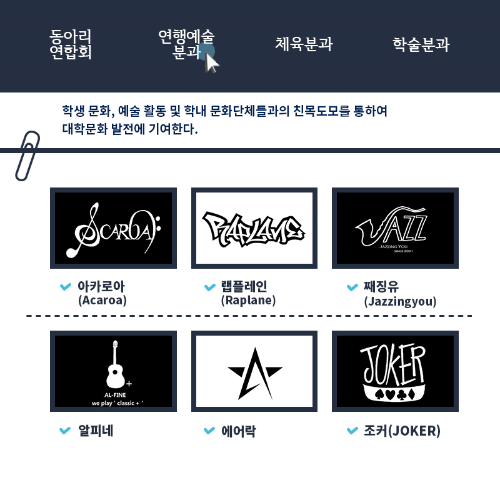 동아리
연합회
연행예술
분과
체육분과
학술분과
학생 문화, 예술 활동 및 학내 문화단체들과의 친목도모를 통하여
대학문화 발전에 기여한다.
ACAROA
RAPLANE
JAZZ
JAZZING YOU
SINCE 2001
아카로아
(Acaroa)
랩플레인
(Raplane)
째징유
(Jazzingyou)
AL-FINE
we play ' classic + '
JOKER
알피네
에어락
조커(JOKER)